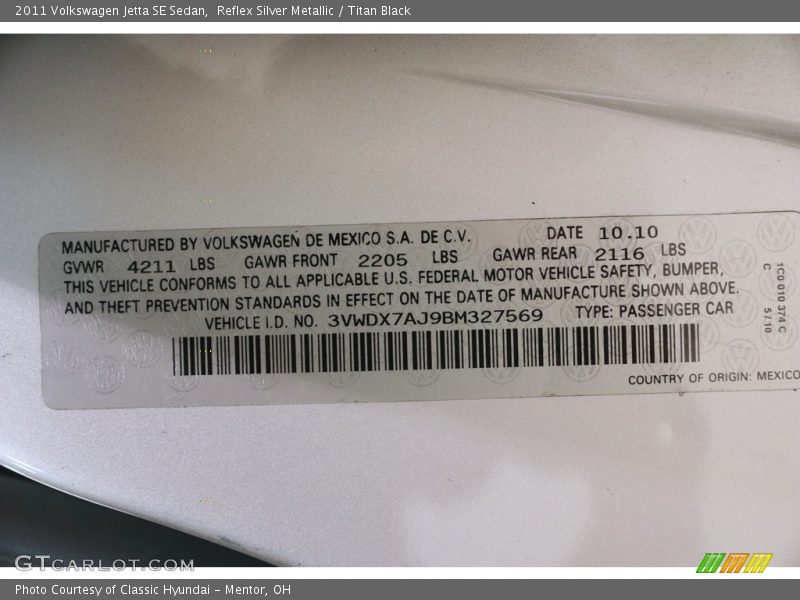 2011 Volkswagen Jetta SE Sedan,  Reflex Silver Metallic / Titan Black
MANUFACTURED BY VOLKSWAGEN DE MEXICO S.A. DE C.V. DATE 10.10
GVWR 4211 LBS GAWR FRONT 2205 LBS GAWR REAR 2116 LBS
THIS VEHICLE CONFORMS TO ALL APPLICABLE U.S. FEDERAL MOTOR VEHICLE SAFETY, BUMPER,
AND THEFT PREVENTION STANDARDS IN EFFECT ON THE DATE OF MANUFACTURE SHOWN ABOVE.
VEHICLE I.D. NO. 3VWDX7AJ9BM327569 TYPE: PASSENGER CAR
COUNTRY OF ORIGIN: MEXICO
1C0 010 374 C
C 5/10
GTCARLOT.COM
Photo Courtesy of Classic Hyundai - Mentor, OH